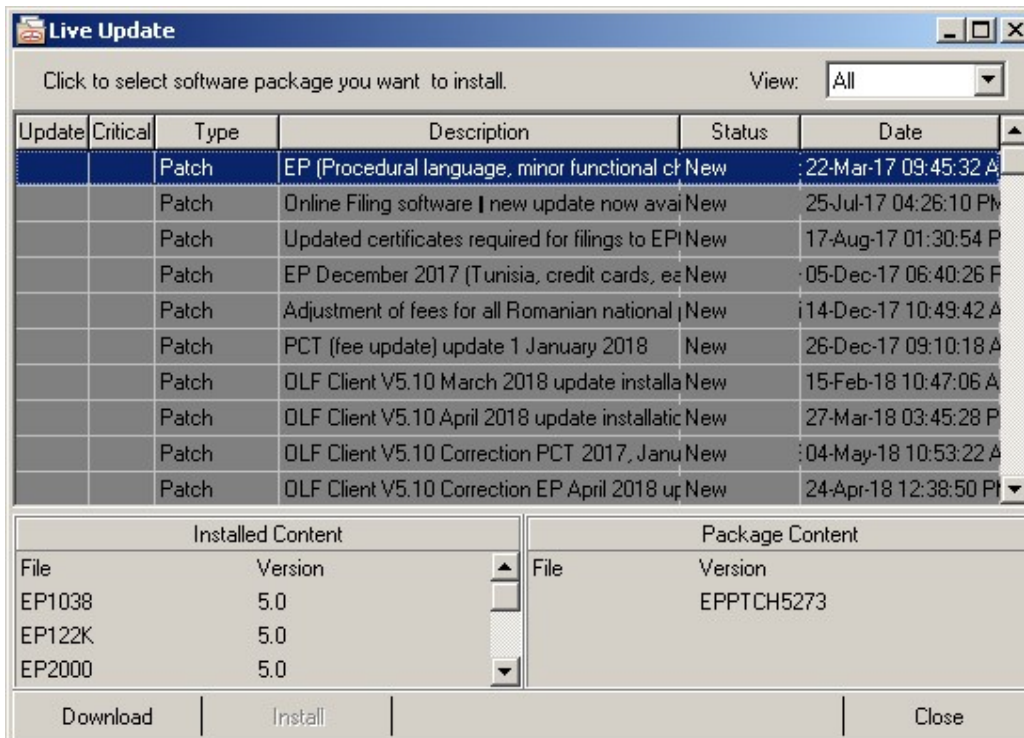 Live Update
Click to select software package you want to install. View: All
Update Critical Type Description Status Date
Patch EP (Procedural language, minor functional ch New 22-Mar-17 09:45:32 A
Patch Online Filing software | new update now avai New 25-Jul-17 04:26:10 PM
Patch Updated certificates required for filings to EP New 17-Aug-17 01:30:54 P
Patch EP December 2017 (Tunisia, credit cards, ea New 05-Dec-17 06:40:26 P
Patch Adjustment of fees for all Romanian national New 14-Dec-17 10:49:42 A
Patch PCT (fee update) update 1 January 2018 New 26-Dec-17 09:10:18 A
Patch OLF Client V5.10 March 2018 update installa New 15-Feb-18 10:47:06 A
Patch OLF Client V5.10 April 2018 update installatic New 27-Mar-18 03:45:28 P
Patch OLF Client V5.10 Correction PCT 2017, Janu New 04-May-18 10:53:22 A
Patch OLF Client V5.10 Correction EP April 2018 up New 24-Apr-18 12:38:50 PM
Installed Content Package Content
File Version File Version
EP1038 5.0 EPPTCH5273
EP122K 5.0
EP2000 5.0
Download Install Close